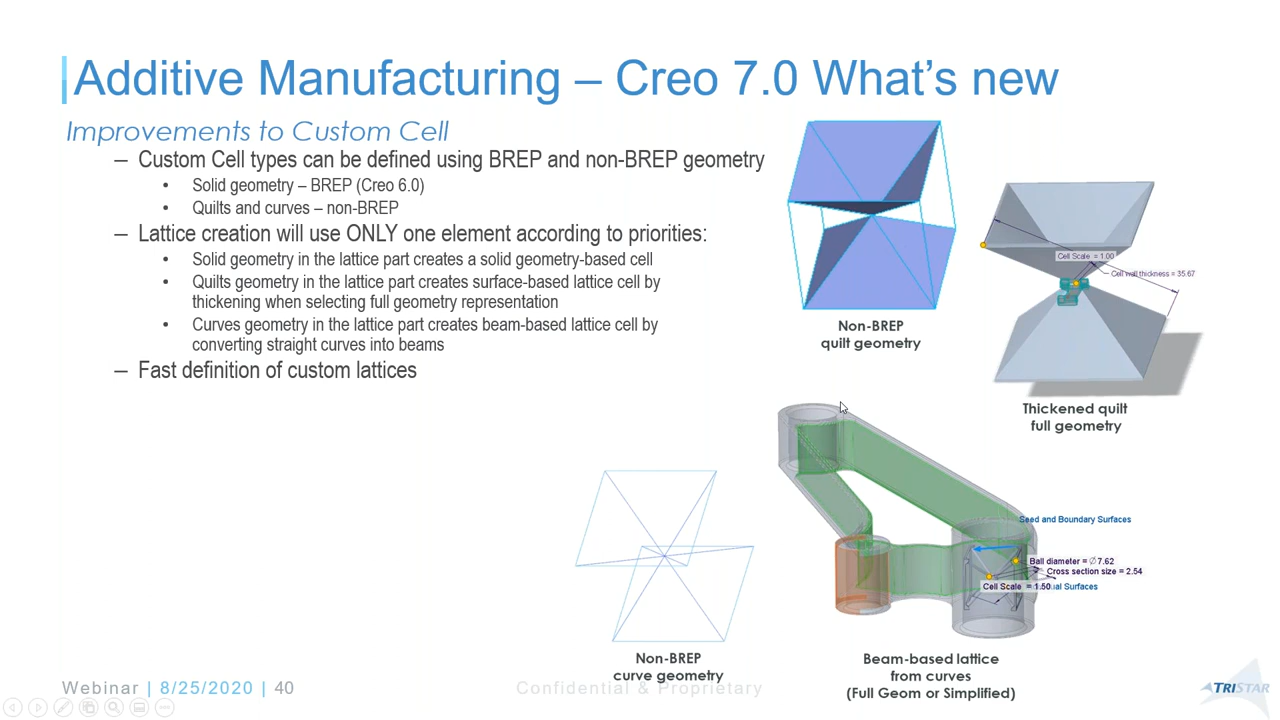 Additive Manufacturing – Creo 7.0 What's new
Improvements to Custom Cell
– Custom Cell types can be defined using BREP and non-BREP geometry
• Solid geometry – BREP (Creo 6.0)
• Quilts and curves – non-BREP
– Lattice creation will use ONLY one element according to priorities:
• Solid geometry in the lattice part creates a solid geometry-based cell
• Quilts geometry in the lattice part creates surface-based lattice cell by
thickening when selecting full geometry representation
• Curves geometry in the lattice part creates beam-based lattice cell by
converting straight curves into beams
– Fast definition of custom lattices
Non-BREP
quilt geometry
Cell Scale = 1.00
Cell wall thickness = 35.67
Thickened quilt
full geometry
Seed and Boundary Surfaces
Ball diameter = ∅7.62
Cross section size = 2.54
Cell Scale = 1.50
Surfaces
Non-BREP
curve geometry
Beam-based lattice
from curves
(Full Geom or Simplified)
Webinar | 8/25/2020 | 40
Confidential & Proprietary
TRISTAR